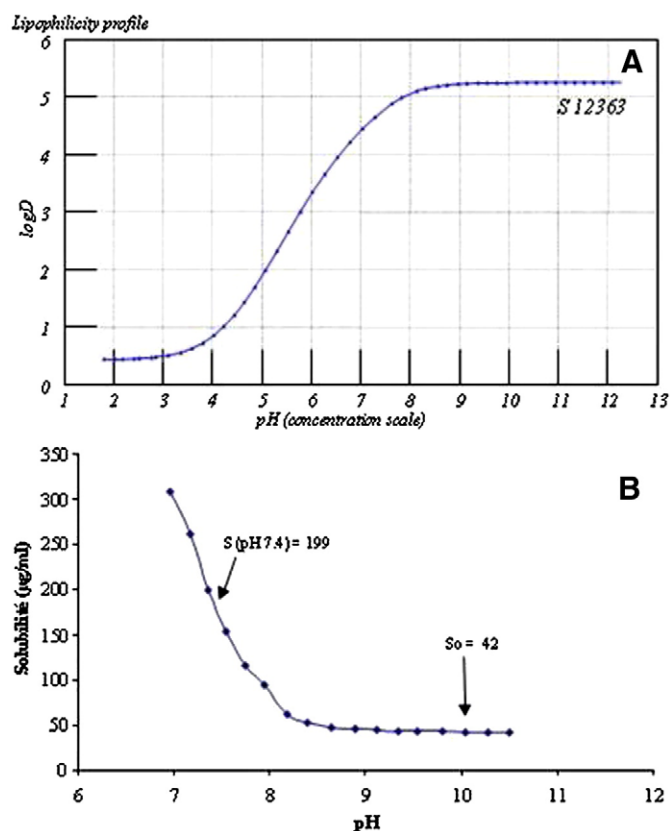 Lipophilicity profile
A
6
5
4
3
2
1
0
logD
S 12363
1 2 3 4 5 6 7 8 9 10 11 12 13
pH (concentration scale)
B
350
300
250
200
150
100
50
0
Solubilité (µg/ml)
S (pH 7.4) = 199
So = 42
6 7 8 9 10 11 12
pH